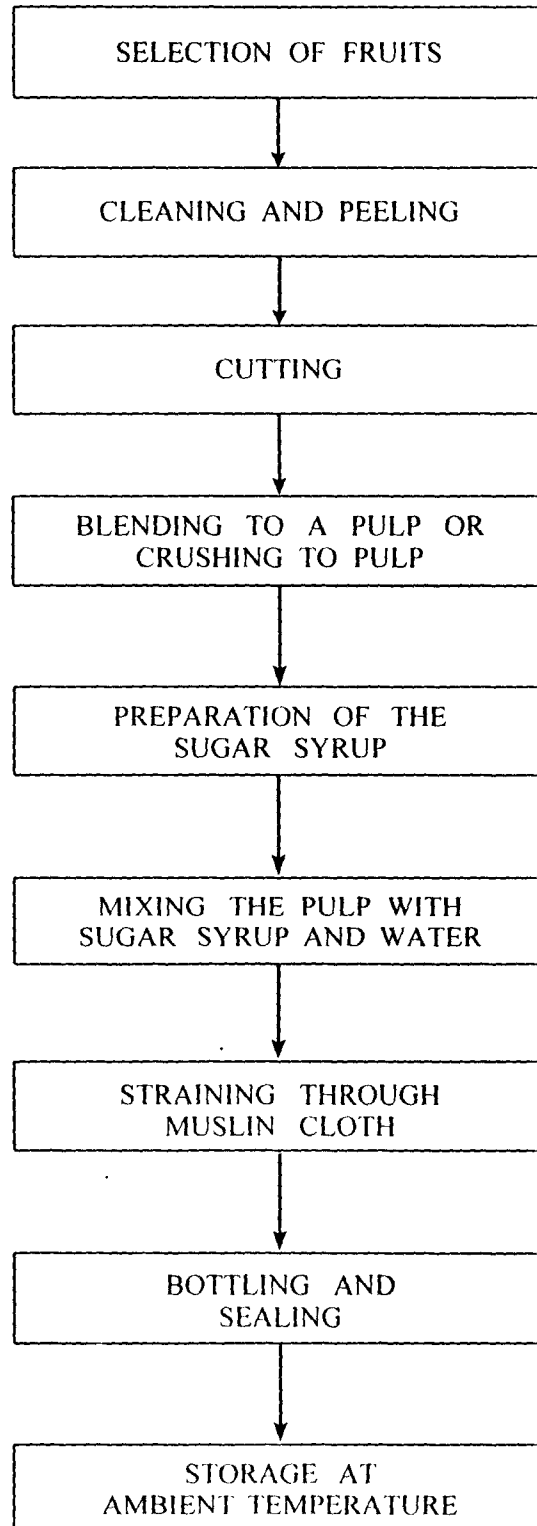 SELECTION OF FRUITS
CLEANING AND PEELING
CUTTING
BLENDING TO A PULP OR
CRUSHING TO PULP
PREPARATION OF THE
SUGAR SYRUP
MIXING THE PULP WITH
SUGAR SYRUP AND WATER
STRAINING THROUGH
MUSLIN CLOTH
BOTTLING AND
SEALING
STORAGE AT
AMBIENT TEMPERATURE